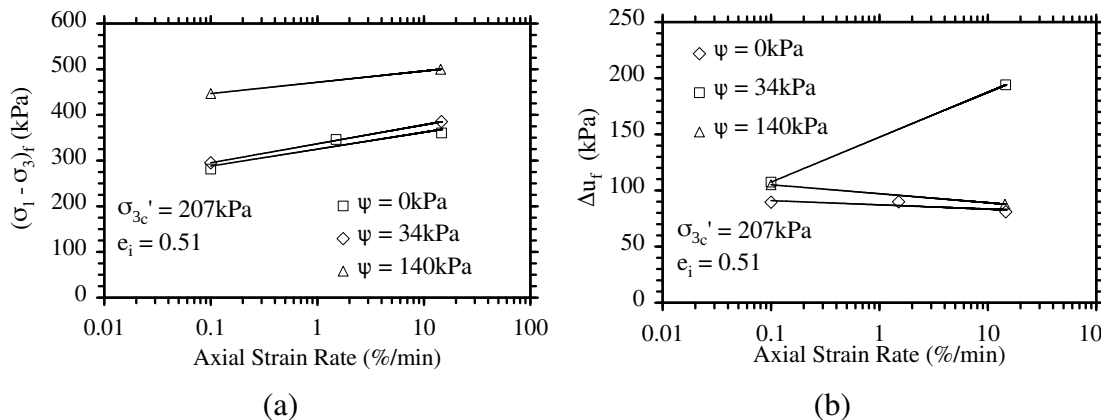 600
500
400
300
200
100
0
0.01
0.1
1
10
100
(σ1 - σ3)f (kPa)
Axial Strain Rate (%/min)
σ3c' = 207kPa
ei = 0.51
ψ = 0kPa
ψ = 34kPa
ψ = 140kPa
(a)
250
200
150
100
50
0
0.01
0.1
1
10
10
Δuf (kPa)
Axial Strain Rate (%/min)
ψ = 0kPa
ψ = 34kPa
ψ = 140kPa
σ3c' = 207kPa
ei = 0.51
(b)